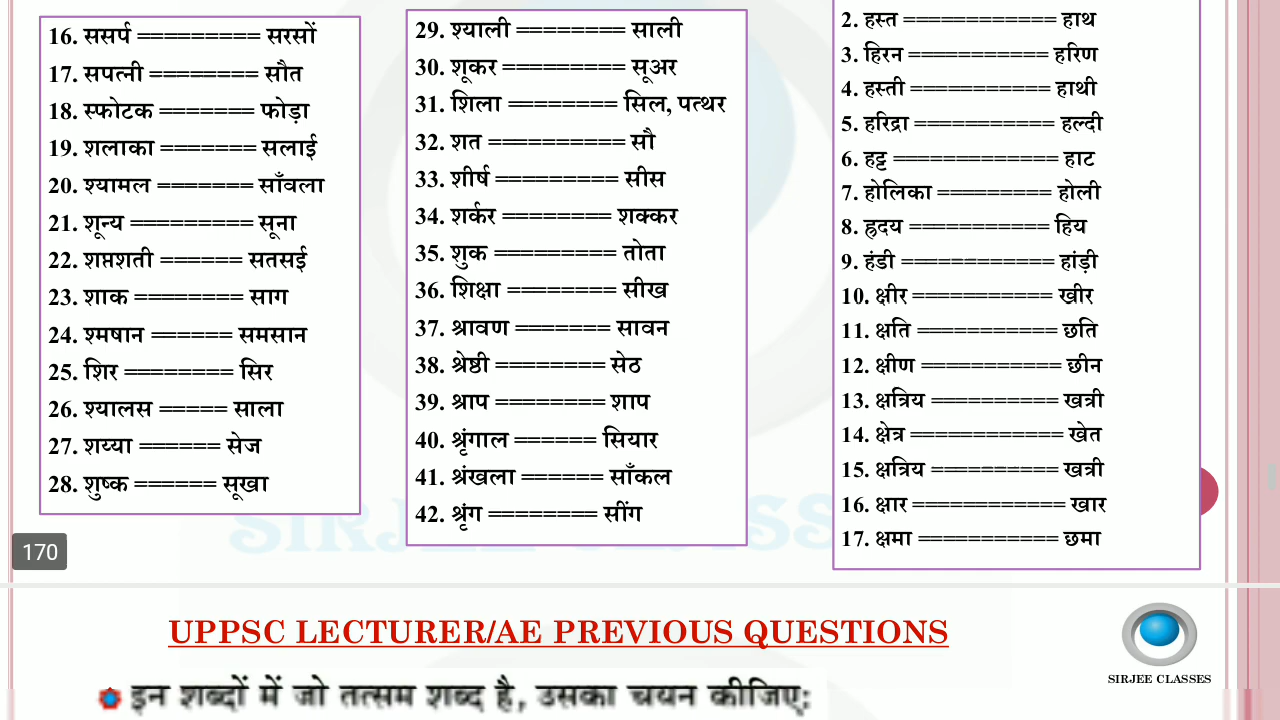 16. ससर्प ========= सरसों
17. सपत्नी ======== सौत
18. स्फोटक ======= फोड़ा
19. शलाका ======= सलाई
20. श्यामल ======= साँवला
21. शून्य ========= सूना
22. शप्तशती ====== सतसई
23. शाक ======== साग
24. श्मषान ====== समसान
25. शिर ======== सिर
26. श्यालस ===== साला
27. शय्या ====== सेज
28. शुष्क ====== सूखा
29. श्याली ======== साली
30. शूकर ========= सूअर
31. शिला ======== सिल, पत्थर
32. शत ========== सौ
33. शीर्ष ========= सीस
34. शर्कर ======== शक्कर
35. शुक ========= तोता
36. शिक्षा ======== सीख
37. श्रावण ======= सावन
38. श्रेष्ठी ======== सेठ
39. श्राप ======== शाप
40. श्रृंगाल ====== सियार
41. श्रंखला ====== साँकल
42. श्रृंग ======== सींग
2. हस्त ============ हाथ
3. हिरन =========== हरिण
4. हस्ती =========== हाथी
5. हरिद्रा =========== हल्दी
6. हट्ट ============= हाट
7. होलिका ========= होली
8. ह्रदय =========== हिय
9. हंडी ============ हांड़ी
10. क्षीर =========== खीर
11. क्षति =========== छति
12. क्षीण =========== छीन
13. क्षत्रिय ========== खत्री
14. क्षेत्र ============ खेत
15. क्षत्रिय ========== खत्री
16. क्षार ============ खार
17. क्षमा =========== छमा
170
UPPSC LECTURER/AE PREVIOUS QUESTIONS
SIRJEE CLASSES
इन शब्दों में जो तत्सम शब्द है, उसका चयन कीजिए: